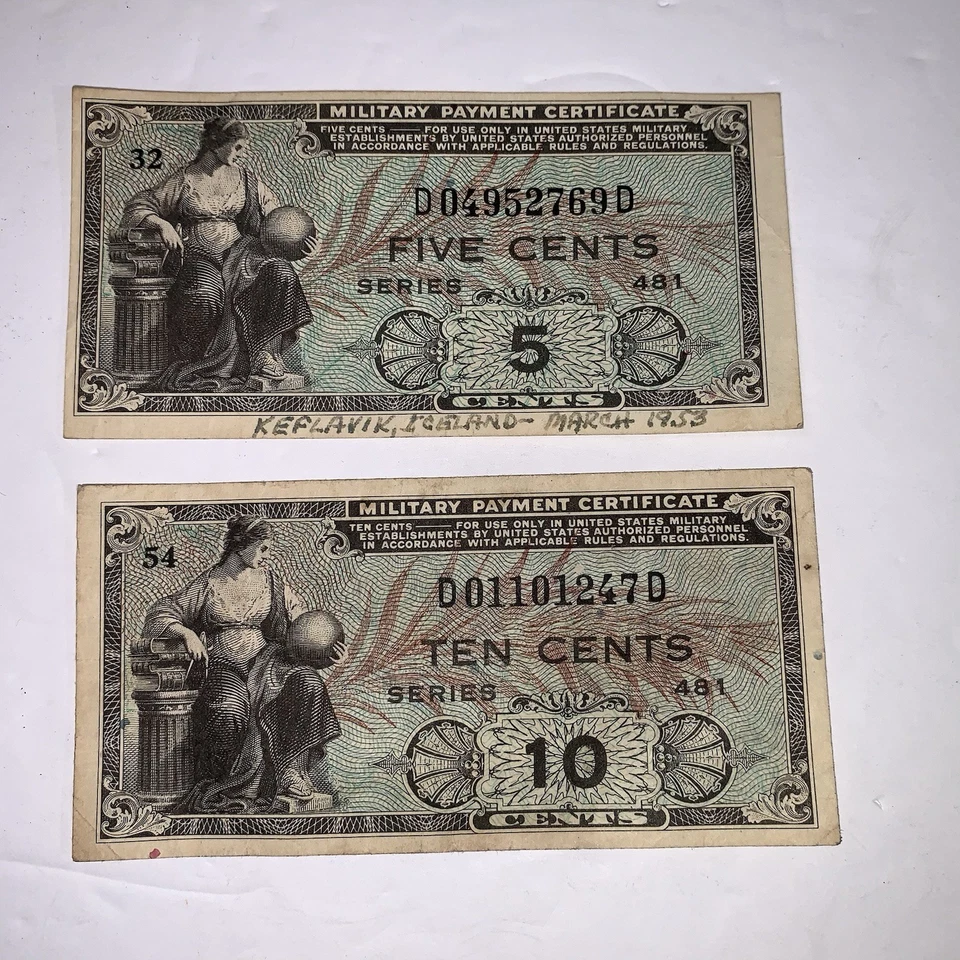 MILITARY PAYMENT CERTIFICATE
FIVE CENTS — FOR USE ONLY IN UNITED STATES MILITARY
ESTABLISHMENTS BY UNITED STATES AUTHORIZED PERSONNEL
IN ACCORDANCE WITH APPLICABLE RULES AND REGULATIONS.
32
D04952769D
FIVE CENTS
SERIES 481
5
CENTS
KEFLAVIK, ICELAND - MARCH 1953
MILITARY PAYMENT CERTIFICATE
TEN CENTS — FOR USE ONLY IN UNITED STATES MILITARY
ESTABLISHMENTS BY UNITED STATES AUTHORIZED PERSONNEL
IN ACCORDANCE WITH APPLICABLE RULES AND REGULATIONS.
54
D01101247D
TEN CENTS
SERIES 481
10
CENTS